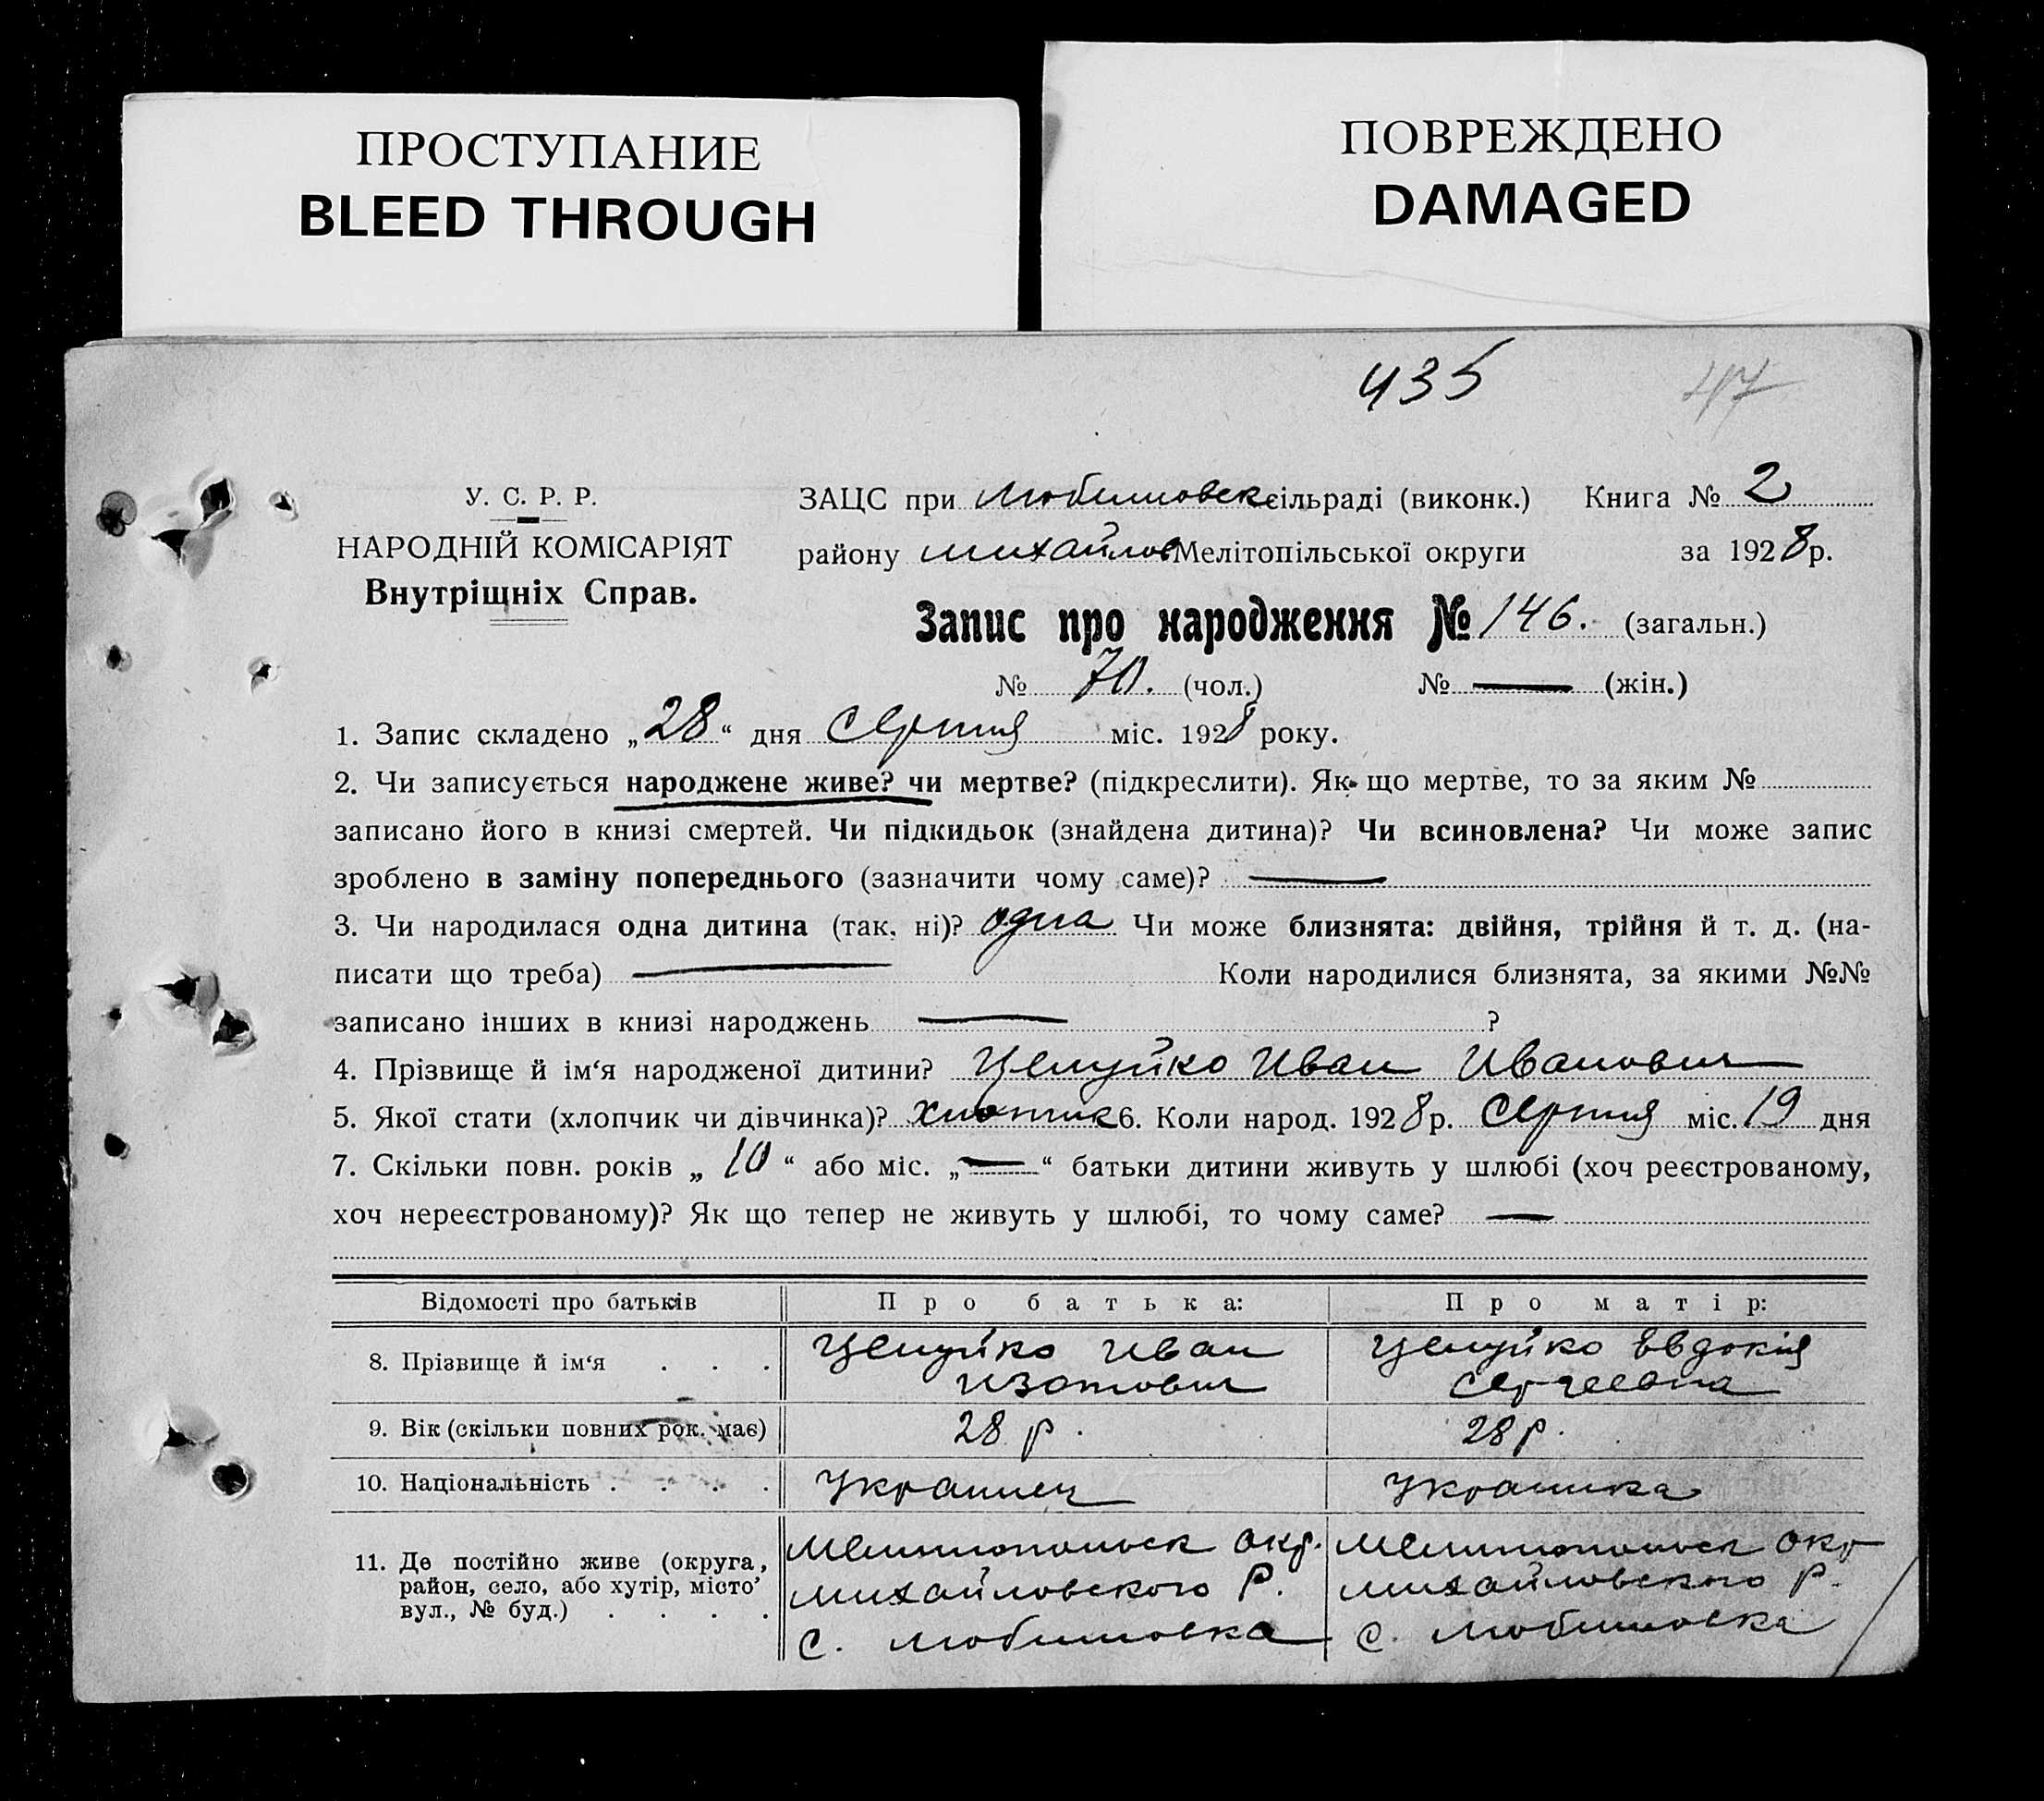 ПРОСТУПАНИЕ
BLEED THROUGH
ПОВРЕЖДЕНО
DAMAGED
435
47
У. С. Р. Р.
НАРОДНІЙ КОМІСАРІЯТ
Внутріщніх Справ.
ЗАЦС при Любимовск сільраді (виконк.) Книга № 2
району михайлов Мелітопільської округи за 1928 р.
Запис про народження № 146. (загальн.)
№ 70. (чол.) № — (жін.)
1. Запис складено „28“ дня Серпня міс. 1928 року.
2. Чи записується народжене живе? чи мертве? (підкреслити). Як що мертве, то за яким №
записано його в книзі смертей. Чи підкидьок (знайдена дитина)? Чи всиновлена? Чи може запис
зроблено в заміну попереднього (зазначити чому саме)? —
3. Чи народилася одна дитина (так, ні)? одна Чи може близнята: двійня, трійня й т. д. (на-
писати що треба) — Коли народилися близнята, за якими №№
записано інших в книзі народжень — ?
4. Прізвище й ім‘я народженої дитини? Целуйко Иван Иванович
5. Якої стати (хлопчик чи дівчинка)? хлопчик 6. Коли народ. 1928 р. Серпня міс. 19 дня
7. Скільки повн. років „10“ або міс. „—“ батьки дитини живуть у шлюбі (хоч реєстрованому,
хоч нереєстрованому)? Як що тепер не живуть у шлюбі, то чому саме? —
Відомості про батьків Про батька: Про матір:
8. Прізвище й ім‘я . . . Целуйко Иван Изотович Целуйко Евдокія Сергеевна
9. Вік (скільки повних рок. має) 28 р. 28 р.
10. Національність . . . . Украинец Украинка
11. Де постійно живе (округа, район, село, або хутір, місто, вул., № буд.) . . . .
Мелитопольск окр. михайловского Р. с. Любимовка
Мелитопольск окр михайловского р. с. Любимовка